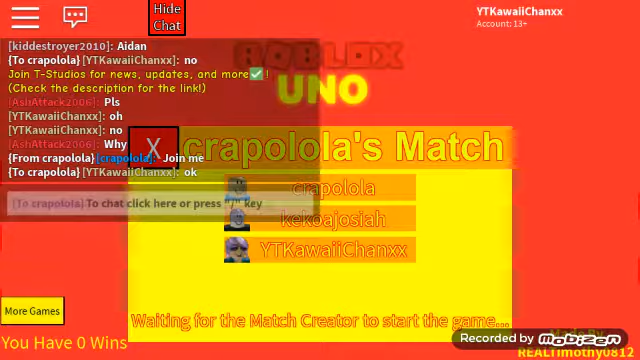 Hide
Chat
YTKawaiiChanxx
Account: 13+
[kiddestroyer2010]: Aidan
{To crapolola}[YTKawaiiChanxx]: no
Join T-Studios for news, updates, and more✅!
(Check the description for the link!)
[AshAttack2006]: Pls
[YTKawaiiChanxx]: oh
[YTKawaiiChanxx]: no
[AshAttack2006]: Why
{From crapolola}[crapolola]: Join me
{To crapolola}[YTKawaiiChanxx]: ok
[To crapolola]To chat click here or press "/" key
ROBLOX
UNO
X
crapolola's Match
crapolola
kekoajosiah
YTKawaiiChanxx
Waiting for the Match Creator to start the game...
More Games
You Have 0 Wins
Made By
REALTimothy0812
Recorded by MOBIZEN